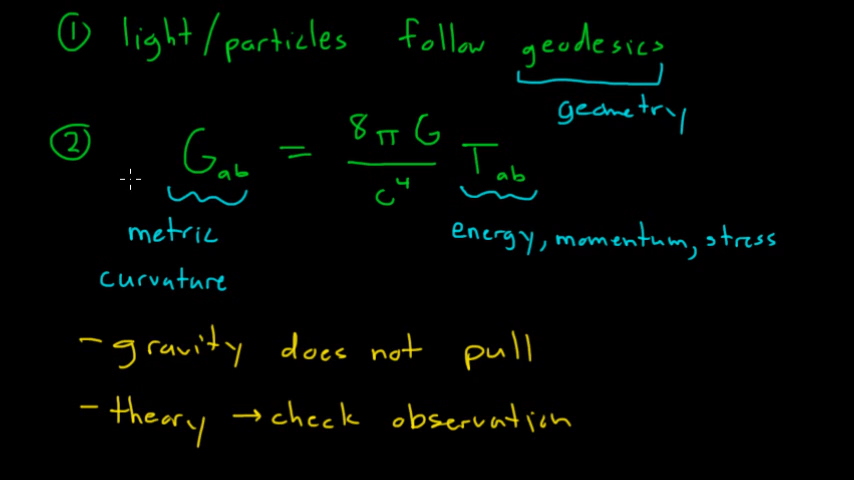 ① light/particles follow geodesics
geometry
② G_ab = 8πG/c⁴ T_ab
metric curvature
energy, momentum, stress
- gravity does not pull
- theory → check observation